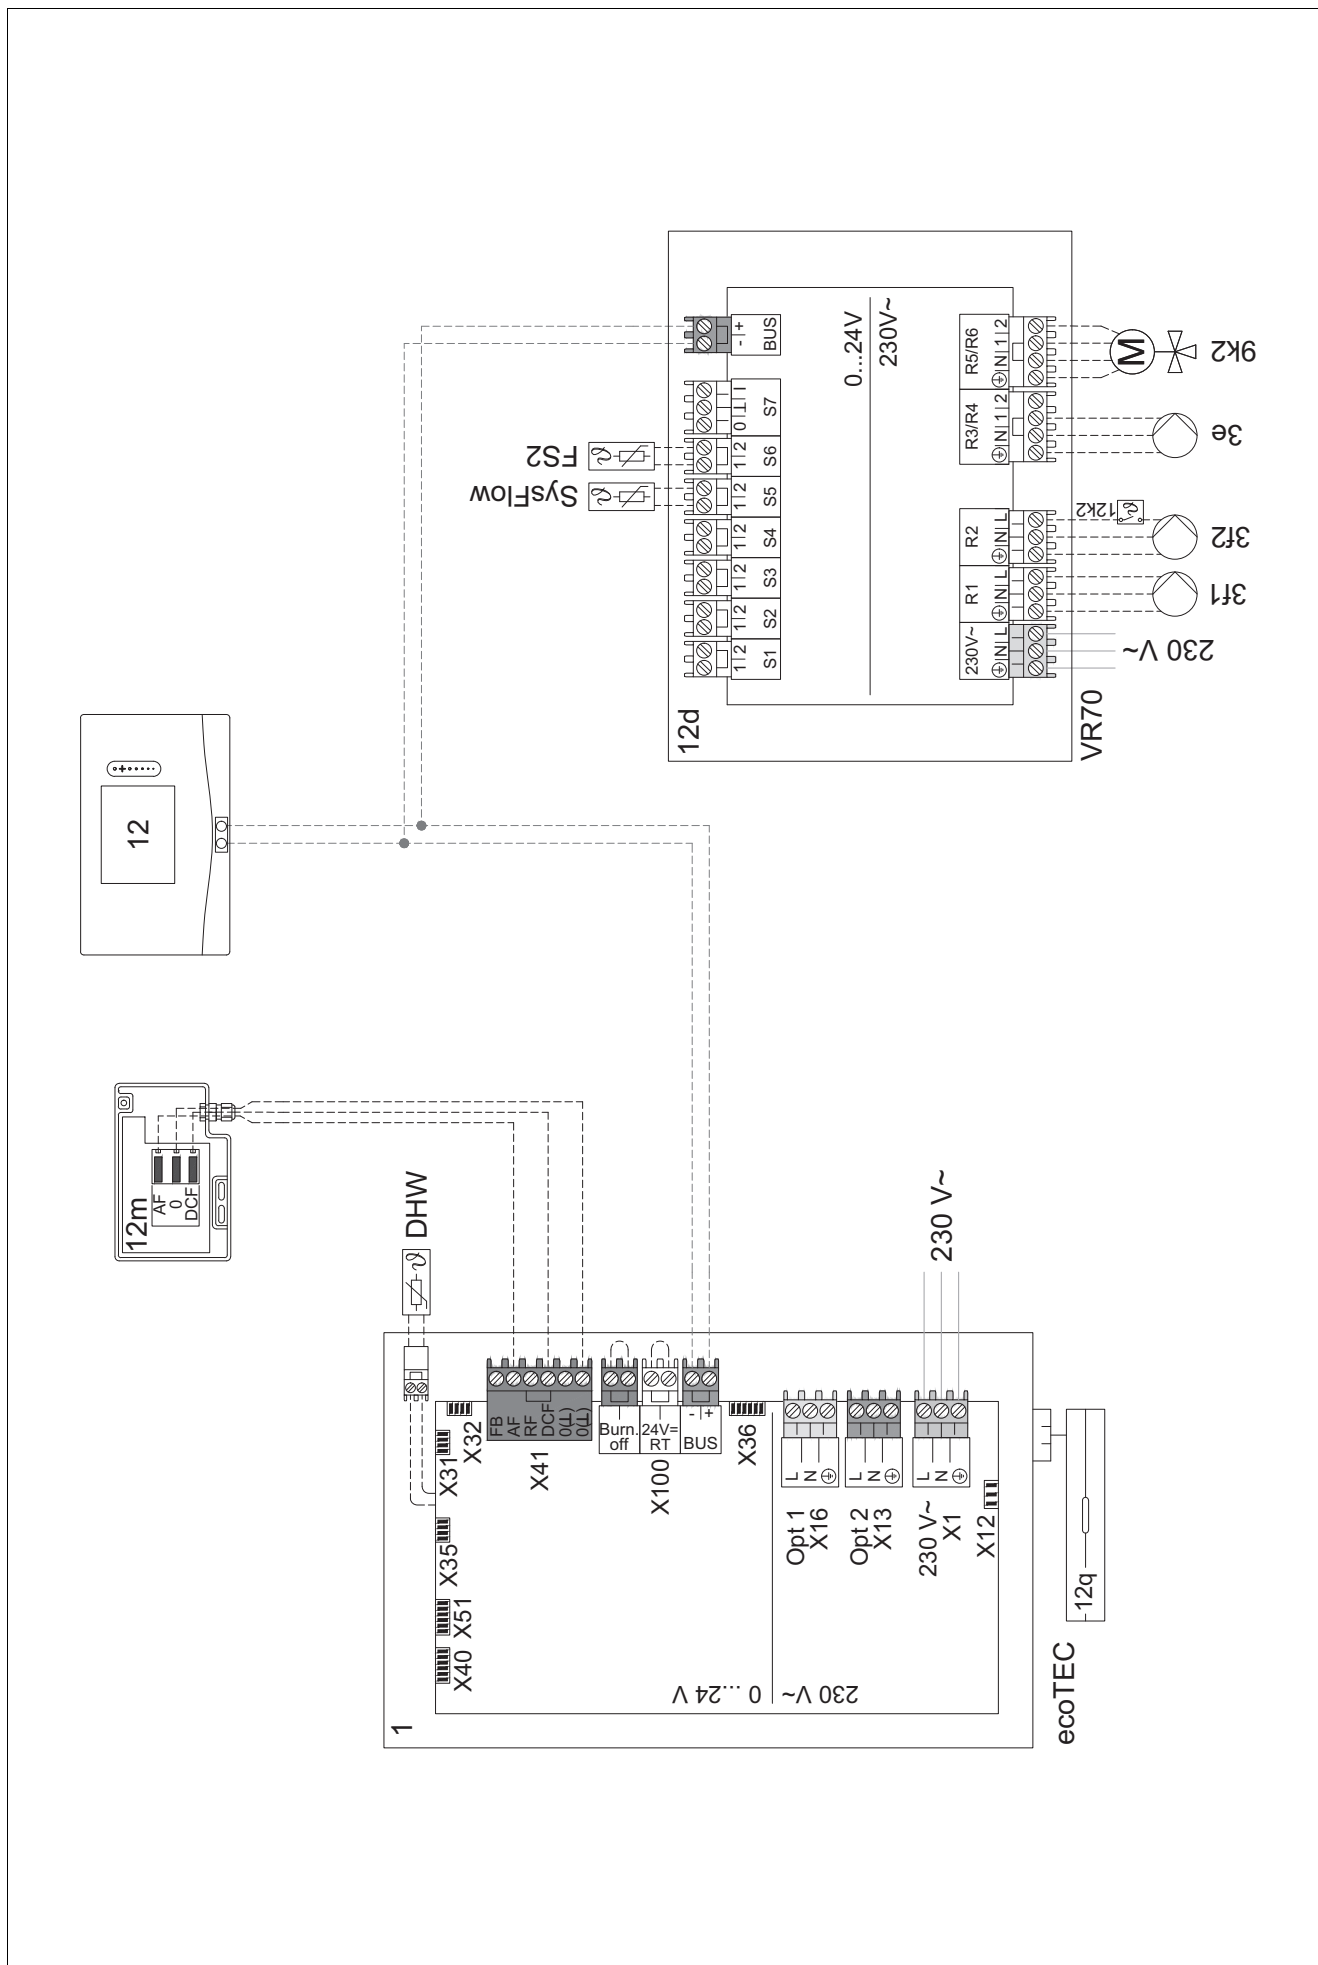 12
12m
AF
0
DCF
DHW
1
X40
X51
X35
X31
X32
FB
AF
RF
DCF
0(⊥)
0(⊥)
X41
Burn.
off
24V=
RT
X100
- +
BUS
X36
0...24 V
230 V~
L
N
Opt 1
X16
L
N
Opt 2
X13
L
N
230 V~
X1
X12
230 V~
ecoTEC
12q
12d
1 2
S1
1 2
S2
1 2
S3
1 2
S4
1 2
S5
1 2
S6
0 ⊥ I
S7
- +
BUS
SysFlow
FS2
0...24V
230V~
230V~
N L
R1
N L
R2
N L
R3/R4
N 1 2
R5/R6
N 1 2
230 V~
3f1
3f2
12k2
3e
M
9k2
VR70